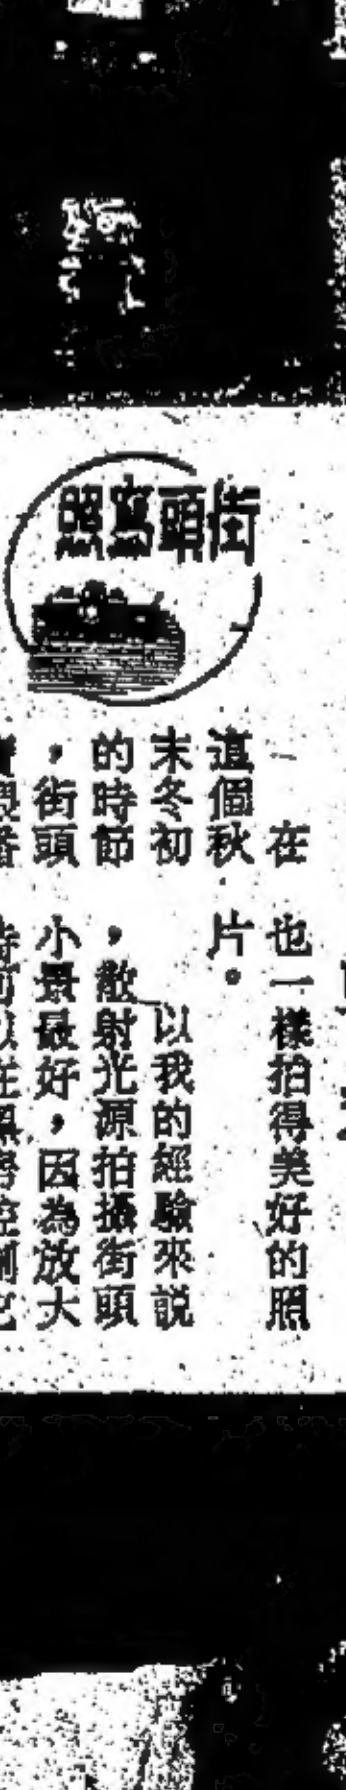 街頭寫照
在
這個秋
末冬初
的時節
，街頭
也一樣拍得美好的照
片。
以我的經驗來說
，散射光源拍攝街頭
小景最好，因為放大